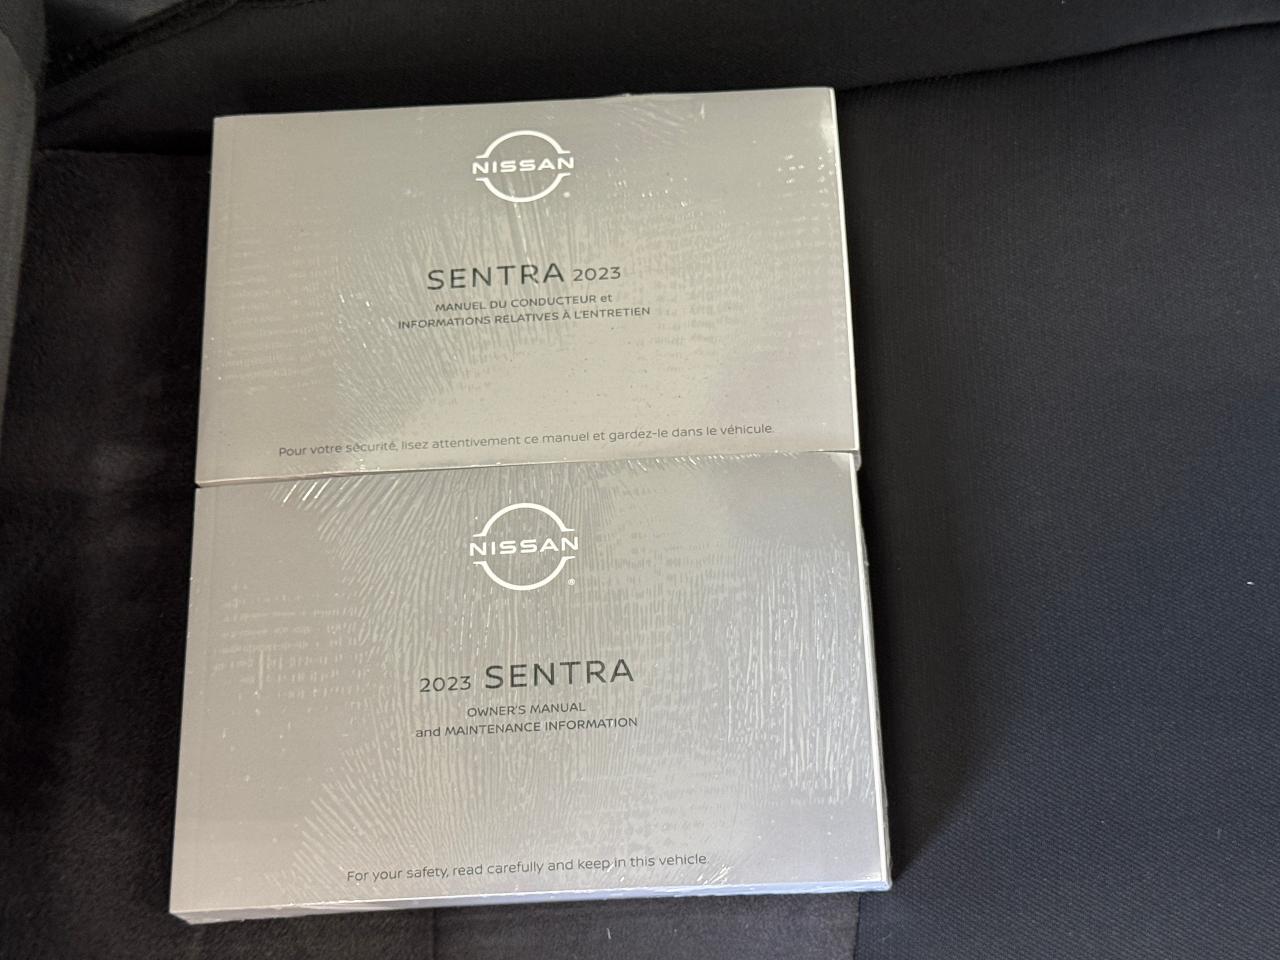 NISSAN
SENTRA 2023
MANUEL DU CONDUCTEUR et
INFORMATIONS RELATIVES À L'ENTRETIEN
Pour votre sécurité, lisez attentivement ce manuel et gardez-le dans le véhicule.
NISSAN
2023 SENTRA
OWNER'S MANUAL
and MAINTENANCE INFORMATION
For your safety, read carefully and keep in this vehicle.